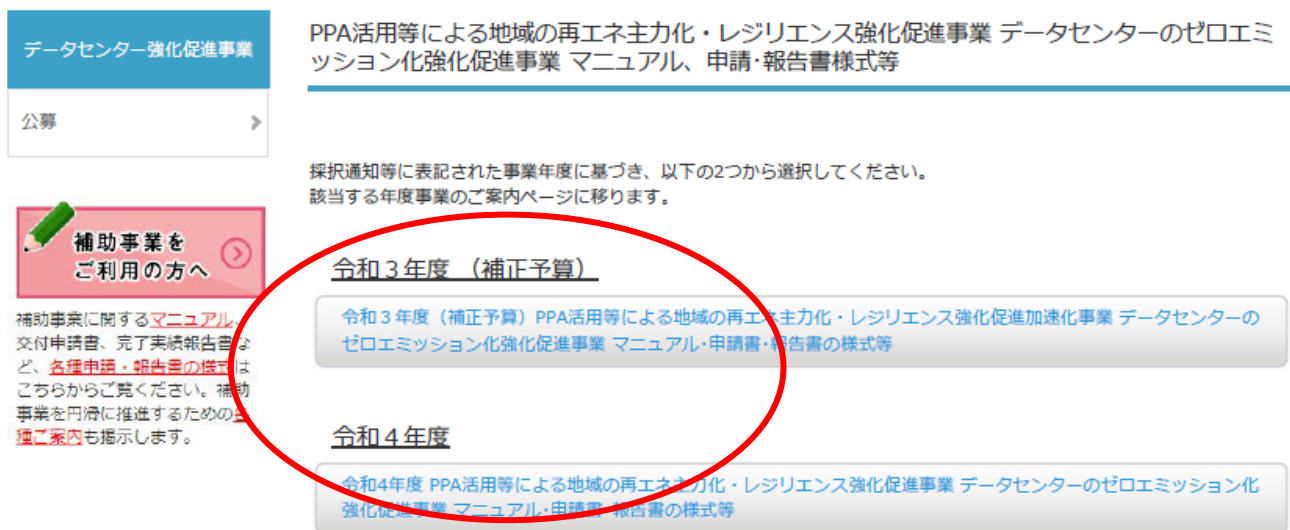 データセンター強化促進事業
公募
補助事業を
ご利用の方へ
補助事業に関するマニュアル、
交付申請書、完了実績報告書な
ど、各種申請・報告書の様式は
こちらからご覧ください。補助
事業を円滑に推進するための各
種ご案内も掲示します。
PPA活用等による地域の再エネ主力化・レジリエンス強化促進事業 データセンターのゼロエミ
ッション化強化促進事業 マニュアル、申請･報告書様式等
採択通知等に表記された事業年度に基づき、以下の2つから選択してください。
該当する年度事業のご案内ページに移ります。
令和３年度 （補正予算）
令和３年度（補正予算）PPA活用等による地域の再エネ主力化・レジリエンス強化促進加速化事業 データセンターの
ゼロエミッション化強化促進事業 マニュアル･申請書･報告書の様式等
令和４年度
令和4年度 PPA活用等による地域の再エネ主力化・レジリエンス強化促進事業 データセンターのゼロエミッション化
強化促進事業 マニュアル･申請書･報告書の様式等